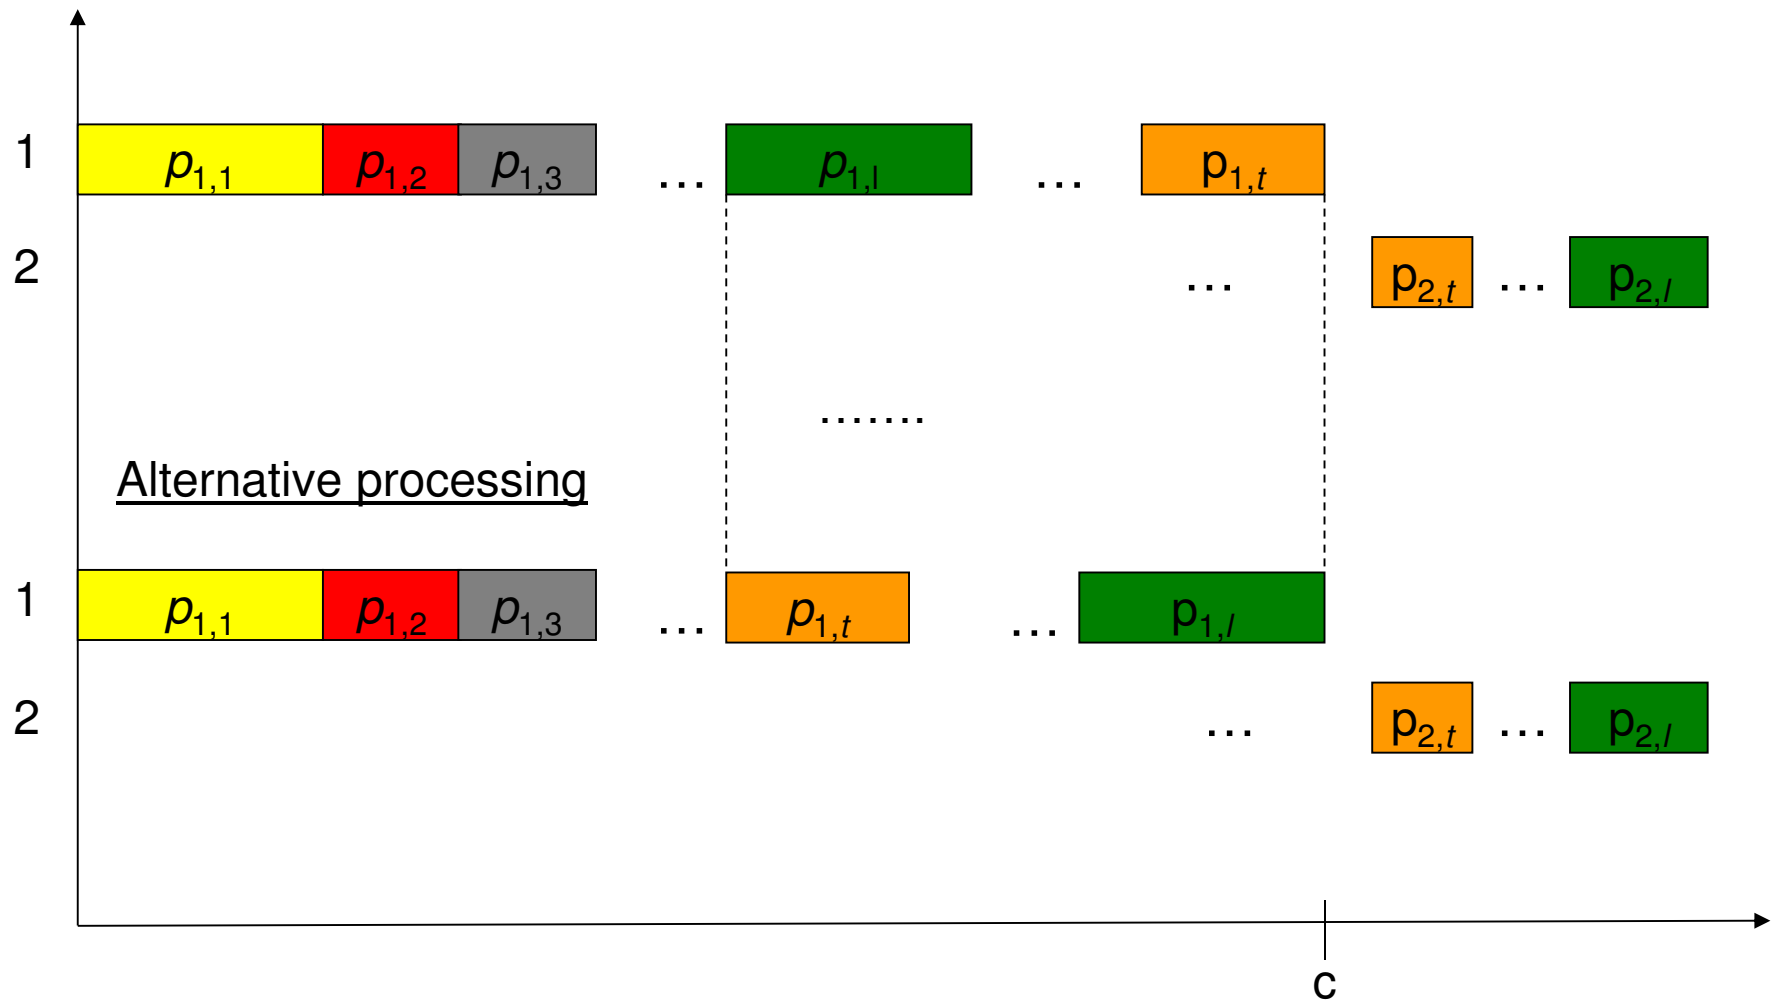 1 p1,1 p1,2 p1,3 ... p1,l ... p1,t
2 ... p2,t ... p2,l
.......
Alternative processing
1 p1,1 p1,2 p1,3 ... p1,t ... p1,l
2 ... p2,t ... p2,l
c